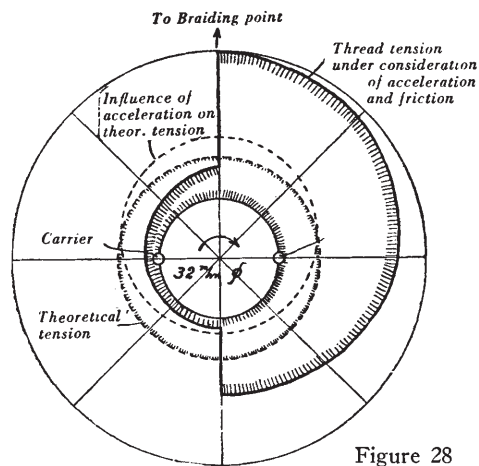 To Braiding point
Thread tension
under consideration
of acceleration
and friction
Influence of
acceleration on
theor. tension
Carrier
32 m/m ϕ
Theoretical
tension
Figure 28